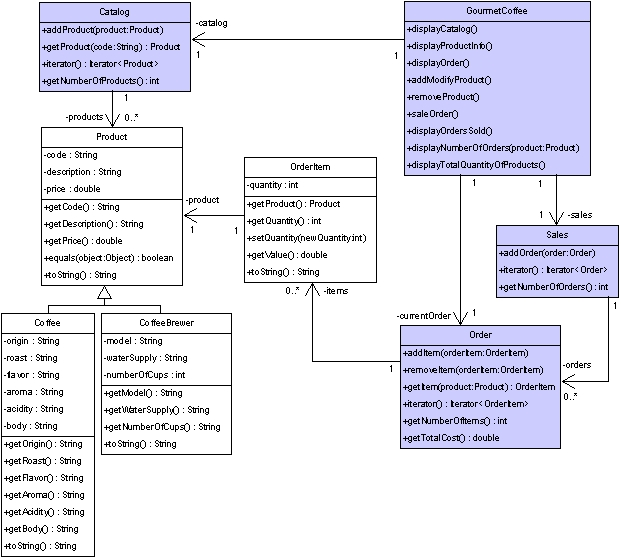 Catalog
+addProduct(product:Product)
+getProduct(code:String) : Product
+iterator() : Iterator<Product>
+getNumberOfProducts() : int
-catalog
1
1
GourmetCoffee
+displayCatalog()
+displayProductInfo()
+displayOrder()
+addModifyProduct()
+removeProduct()
+saleOrder()
+displayOrdersSold()
+displayNumberOfOrders(product:Product)
+displayTotalQuantityOfProducts()
1
-products
0..*
Product
-code : String
-description : String
-price : double
+getCode() : String
+getDescription() : String
+getPrice() : double
+equals(object:Object) : boolean
+toString() : String
-product
1
1
OrderItem
-quantity : int
+getProduct() : Product
+getQuantity() : int
+setQuantity(newQuantity:int)
+getValue() : double
+toString() : String
0..*
-items
1
1
1
-sales
Sales
+addOrder(order:Order)
+iterator() : Iterator<Order>
+getNumberOfOrders() : int
1
-currentOrder
1
Order
+addItem(orderItem:OrderItem)
+removeItem(orderItem:OrderItem)
+getItem(product:Product) : OrderItem
+iterator() : Iterator<OrderItem>
+getNumberOfItems() : int
+getTotalCost() : double
1
-orders
0..*
Coffee
-origin : String
-roast : String
-flavor : String
-aroma : String
-acidity : String
-body : String
+getOrigin() : String
+getRoast() : String
+getFlavor() : String
+getAroma() : String
+getAcidity() : String
+getBody() : String
+toString() : String
CoffeeBrewer
-model : String
-waterSupply : String
-numberOfCups : int
+getModel() : String
+getWaterSupply() : String
+getNumberOfCups() : int
+toString() : String